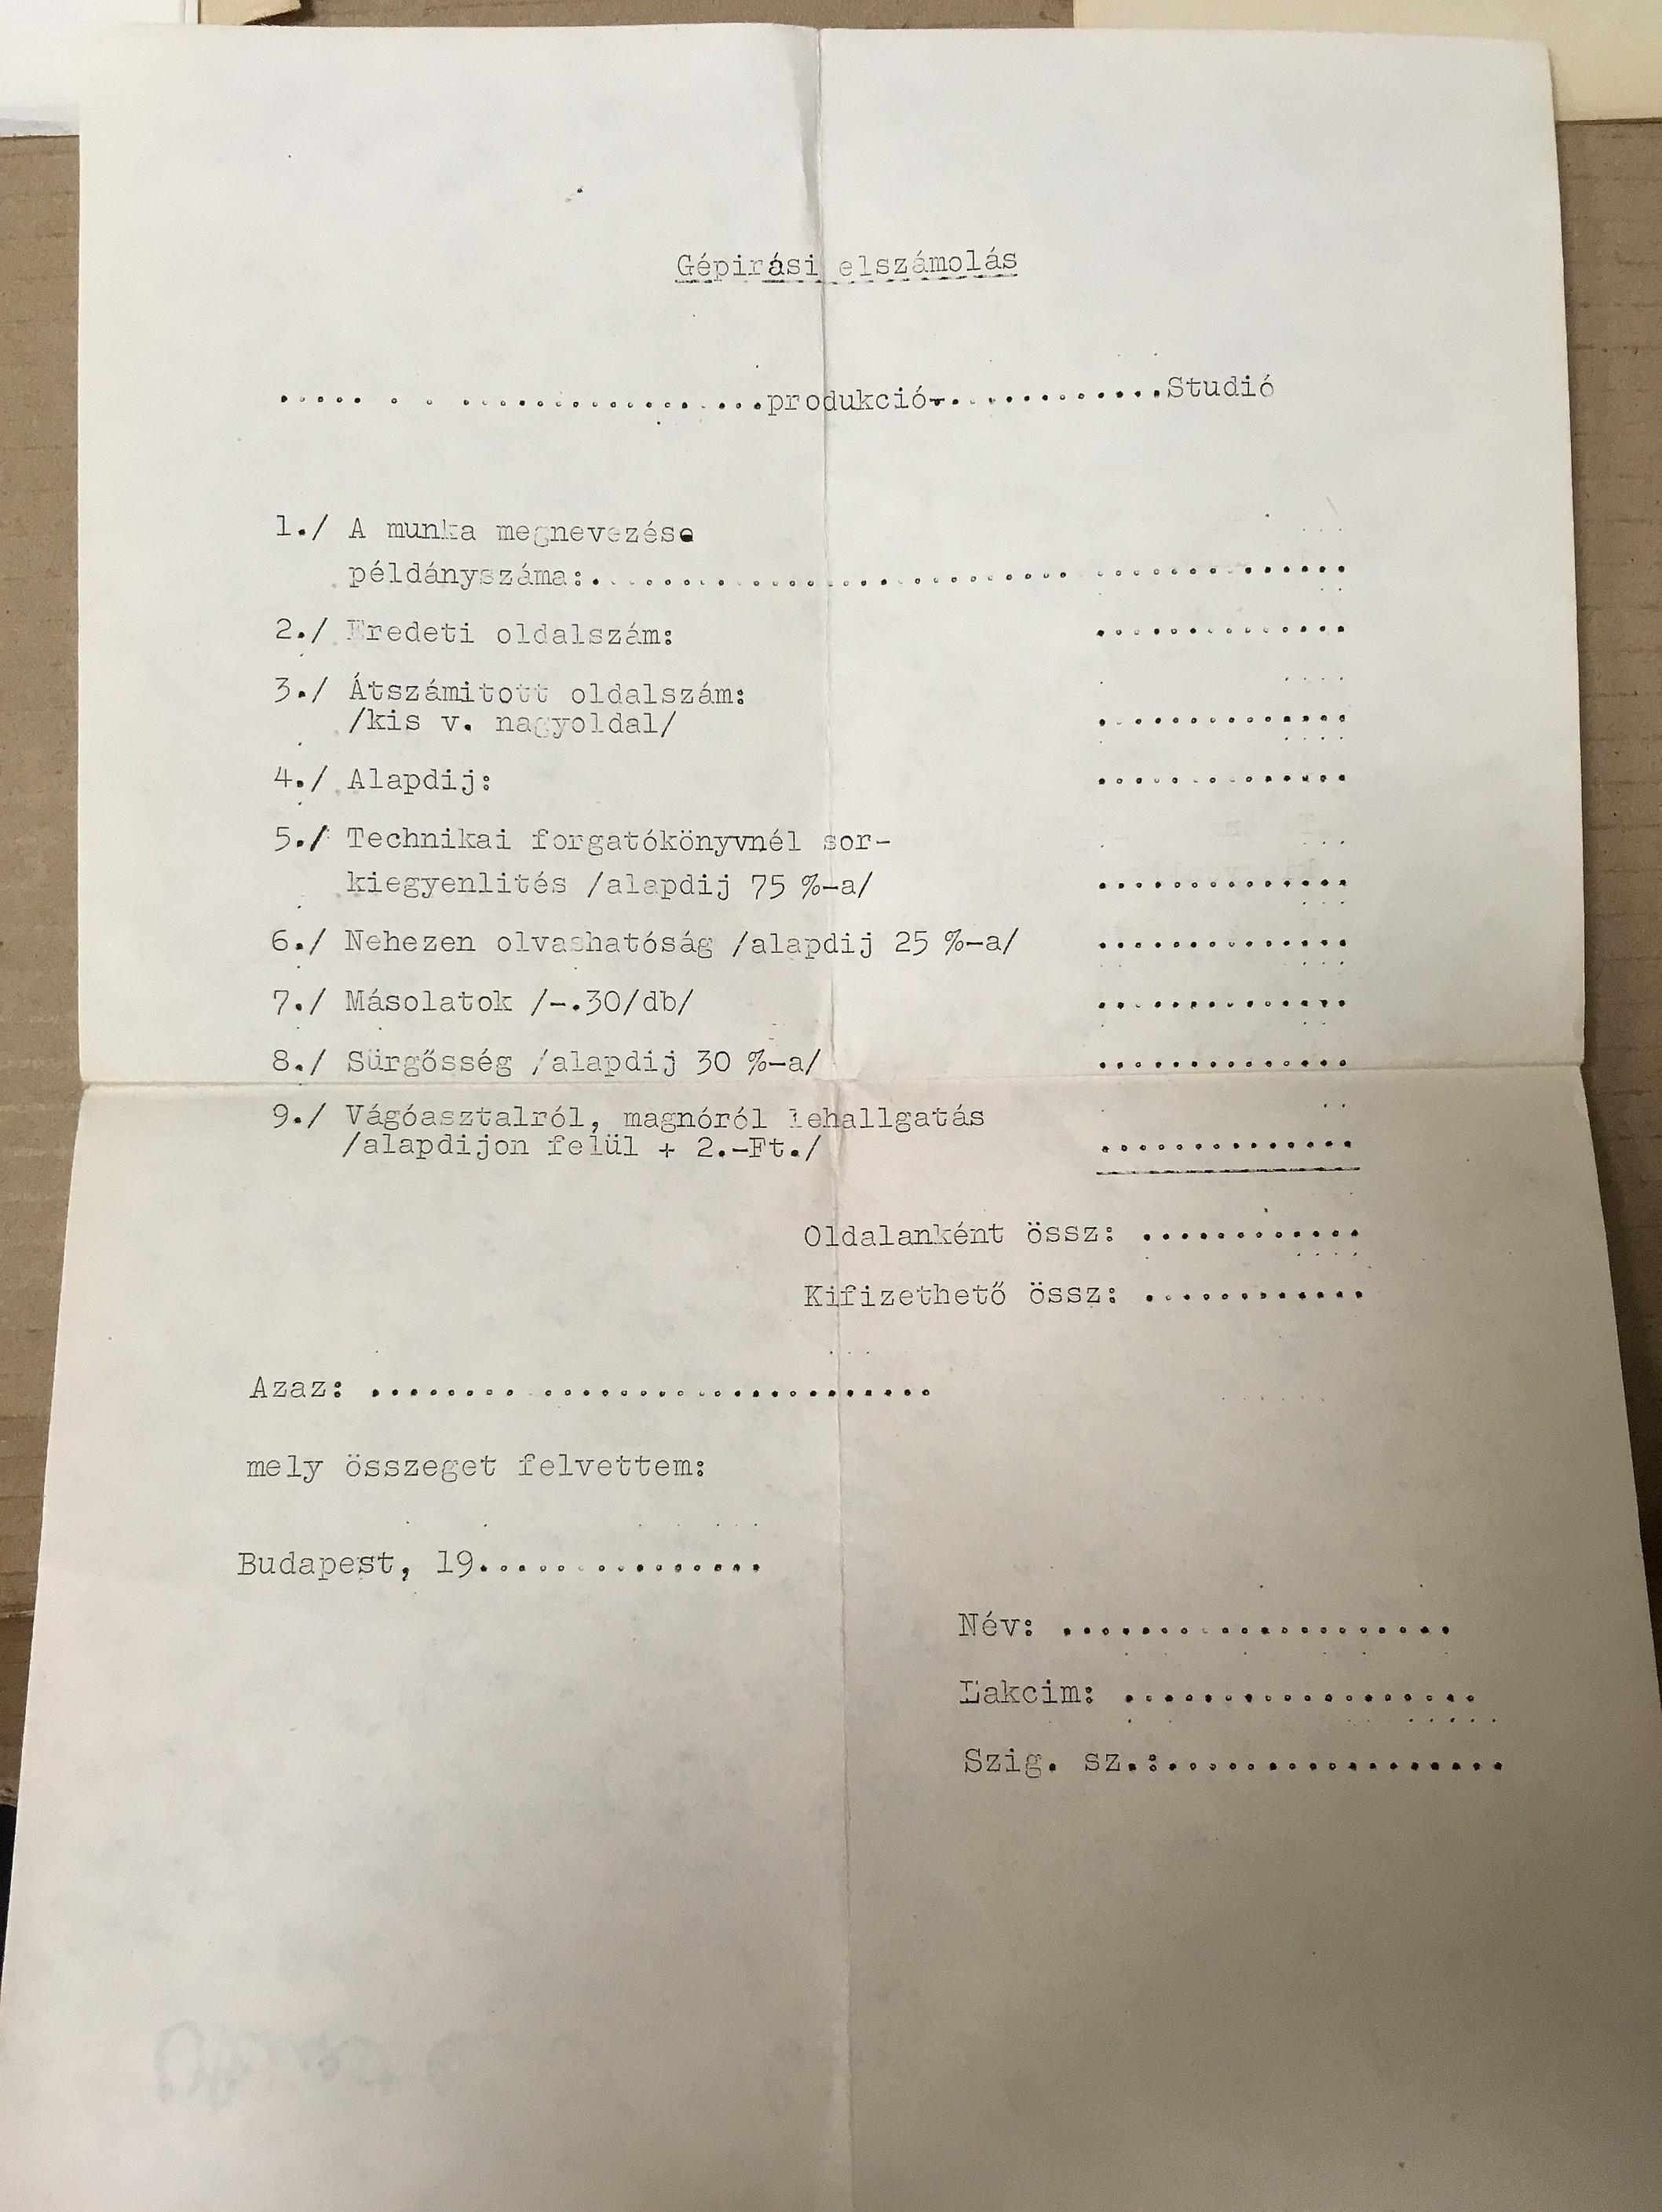 Gépirási elszámolás
..... . . ................produkció-............Studió
1./ A munka megnevezése
példányszáma:.........................................
2./ Eredeti oldalszám: ..............
3./ Átszámitott oldalszám:
/kis v. nagyoldal/ ..............
4./ Alapdij: ..............
5./ Technikai forgatókönyvnél sor-
kiegyenlités /alapdij 75 %-a/ ..............
6./ Nehezen olvashatóság /alapdij 25 %-a/ ..............
7./ Másolatok /-.30/db/ ..............
8./ Sürgősség /alapdij 30 %-a/ ..............
9./ Vágóasztalról, magnóról lehallgatás
/alapdijon felül + 2.-Ft./ ..............
Oldalanként össz: ............
Kifizethető össz: ............
Azaz: ..............................
mely összeget felvettem:
Budapest, 19...............
Név: .....................
Lakcim: ...................
Szig. sz.:..................